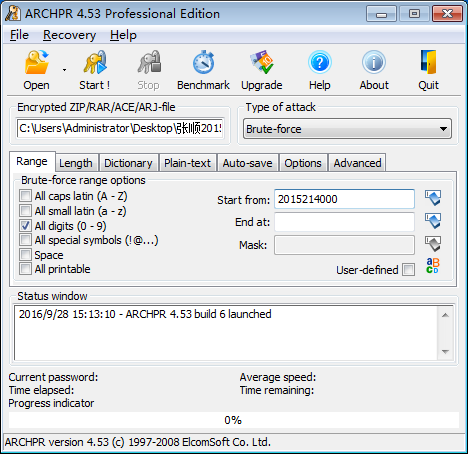 ARCHPR 4.53 Professional Edition
File Recovery Help
Open Start ! Stop Benchmark Upgrade Help About Quit
Encrypted ZIP/RAR/ACE/ARJ-file
Type of attack
C:\Users\Administrator\Desktop\张顺2015
Brute-force
Range Length Dictionary Plain-text Auto-save Options Advanced
Brute-force range options
All caps latin (A - Z)
All small latin (a - z)
All digits (0 - 9)
All special symbols (!@...)
Space
All printable
Start from: 2015214000
End at:
Mask:
User-defined
aBCD
Status window
2016/9/28 15:13:10 - ARCHPR 4.53 build 6 launched
Current password:
Average speed:
Time elapsed:
Time remaining:
Progress indicator
0%
ARCHPR version 4.53 (c) 1997-2008 ElcomSoft Co. Ltd.